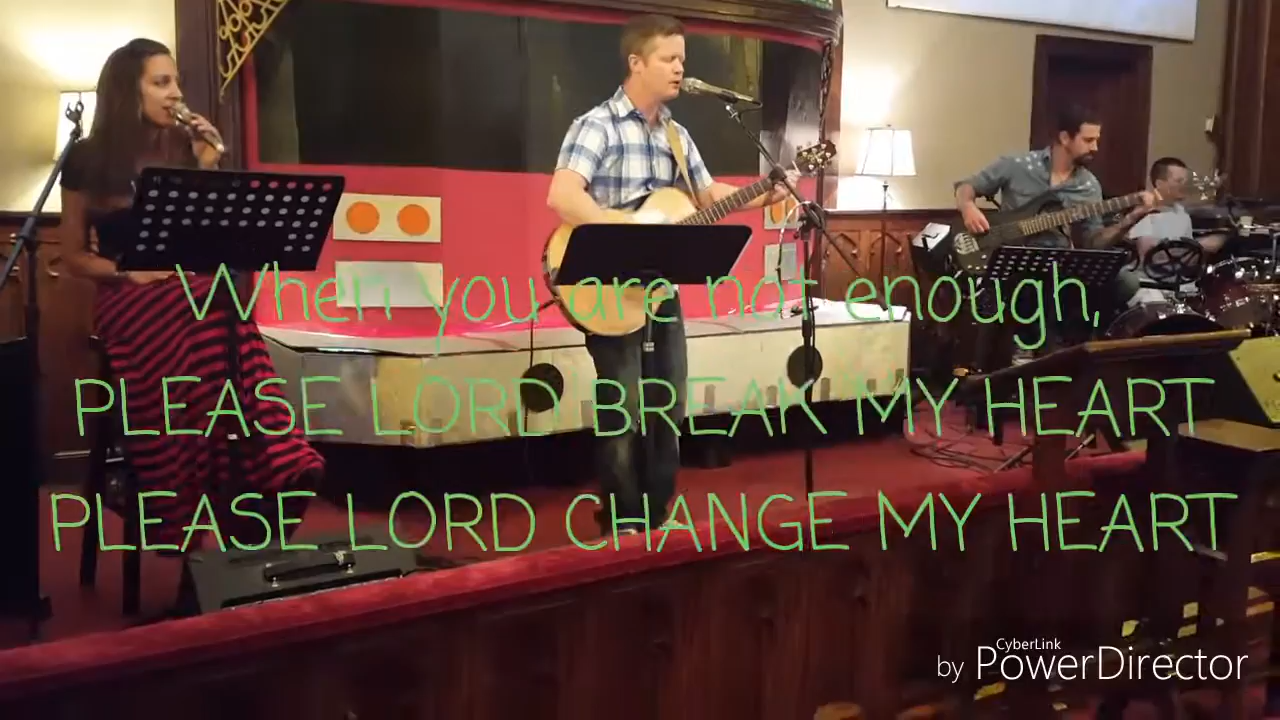 When you are not enough,
PLEASE LORD BREAK MY HEART
PLEASE LORD CHANGE MY HEART
CyberLink
by PowerDirector